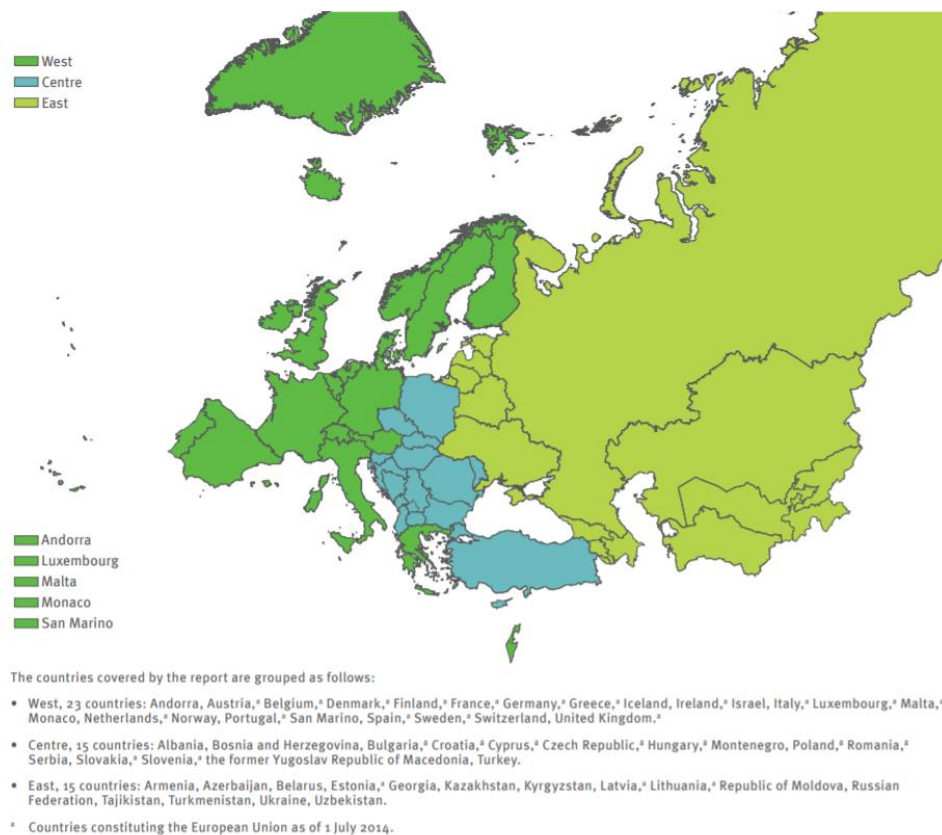 West
Centre
East
Andorra
Luxembourg
Malta
Monaco
San Marino
The countries covered by the report are grouped as follows:
• West, 23 countries: Andorra, Austria,ª Belgium,ª Denmark,ª Finland,ª France,ª Germany,ª Greece,ª Iceland, Ireland,ª Israel, Italy,ª Luxembourg,ª Malta,ª
Monaco, Netherlands,ª Norway, Portugal,ª San Marino, Spain,ª Sweden,ª Switzerland, United Kingdom.ª
• Centre, 15 countries: Albania, Bosnia and Herzegovina, Bulgaria,ª Croatia,ª Cyprus,ª Czech Republic,ª Hungary,ª Montenegro, Poland,ª Romania,ª
Serbia, Slovakia,ª Slovenia,ª the former Yugoslav Republic of Macedonia, Turkey.
• East, 15 countries: Armenia, Azerbaijan, Belarus, Estonia,ª Georgia, Kazakhstan, Kyrgyzstan, Latvia,ª Lithuania,ª Republic of Moldova, Russian
Federation, Tajikistan, Turkmenistan, Ukraine, Uzbekistan.
ª Countries constituting the European Union as of 1 July 2014.